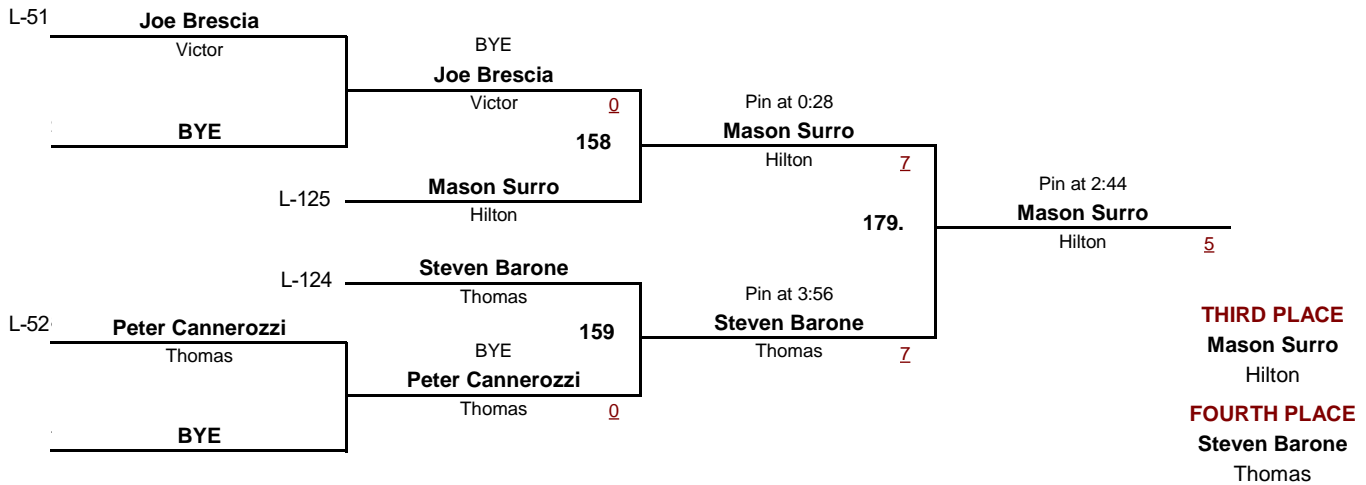 L-51
Joe Brescia
Victor
BYE
BYE
Joe Brescia
Victor
0
158
L-125
Mason Surro
Hilton
Pin at 0:28
Mason Surro
Hilton
7
L-124
Steven Barone
Thomas
L-52
Peter Cannerozzi
Thomas
BYE
159
BYE
Peter Cannerozzi
Thomas
0
Pin at 3:56
Steven Barone
Thomas
7
179.
Pin at 2:44
Mason Surro
Hilton
5
THIRD PLACE
Mason Surro
Hilton
FOURTH PLACE
Steven Barone
Thomas